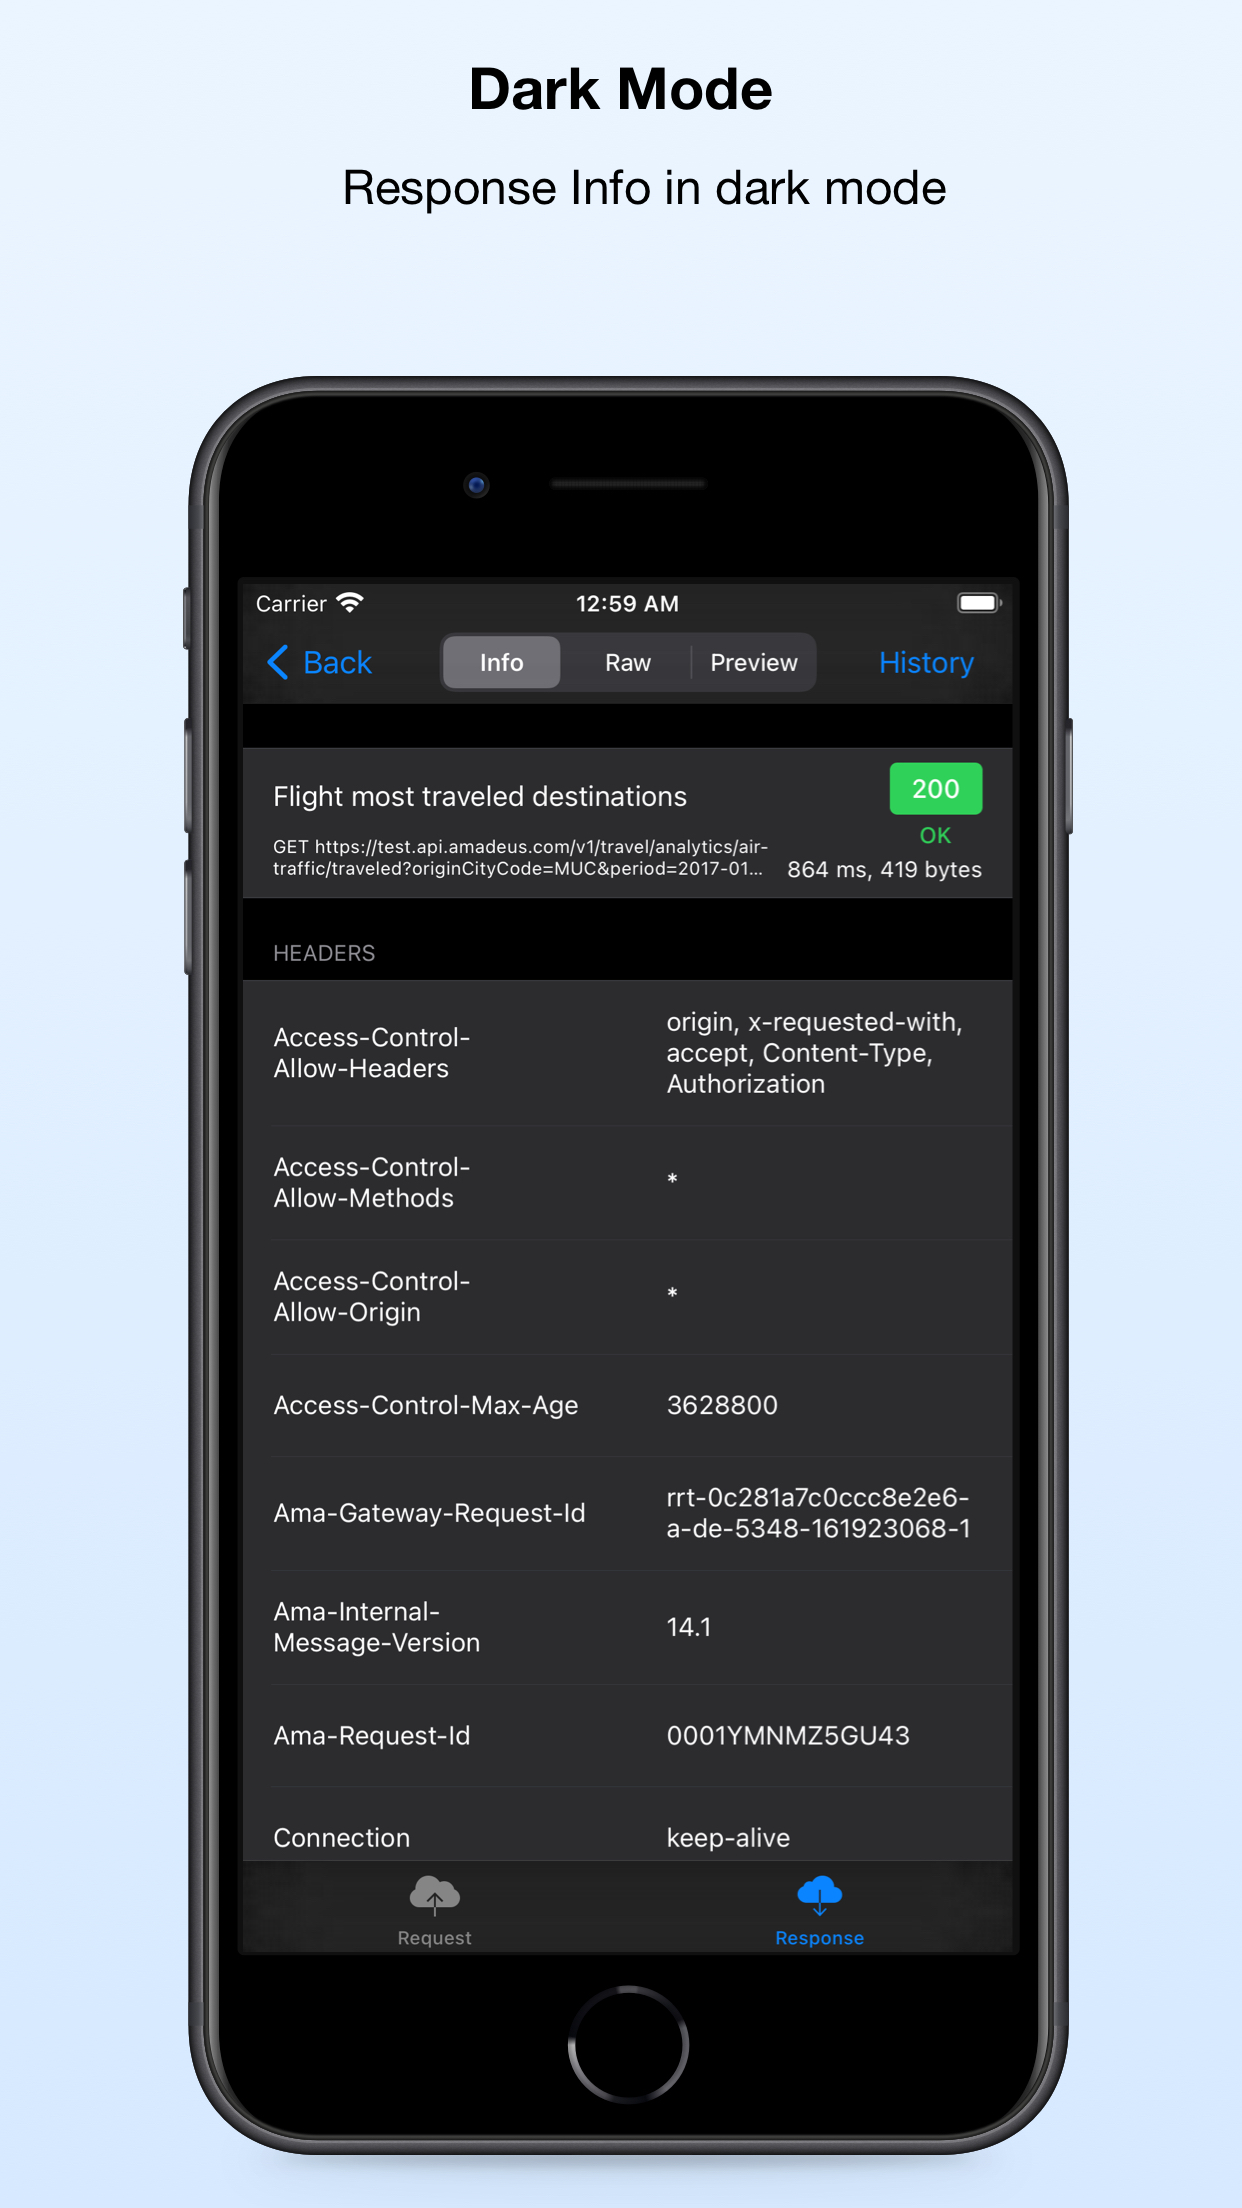 Dark Mode
Response Info in dark mode
Carrier 12:59 AM
Back Info Raw Preview History
Flight most traveled destinations
200
OK
GET https://test.api.amadeus.com/v1/travel/analytics/air-
traffic/traveled?originCityCode=MUC&period=2017-01...
864 ms, 419 bytes
HEADERS
Access-Control-
Allow-Headers
origin, x-requested-with,
accept, Content-Type,
Authorization
Access-Control-
Allow-Methods
*
Access-Control-
Allow-Origin
*
Access-Control-Max-Age
3628800
Ama-Gateway-Request-Id
rrt-0c281a7c0ccc8e2e6-
a-de-5348-161923068-1
Ama-Internal-
Message-Version
14.1
Ama-Request-Id
0001YMNMZ5GU43
Connection
keep-alive
Request Response